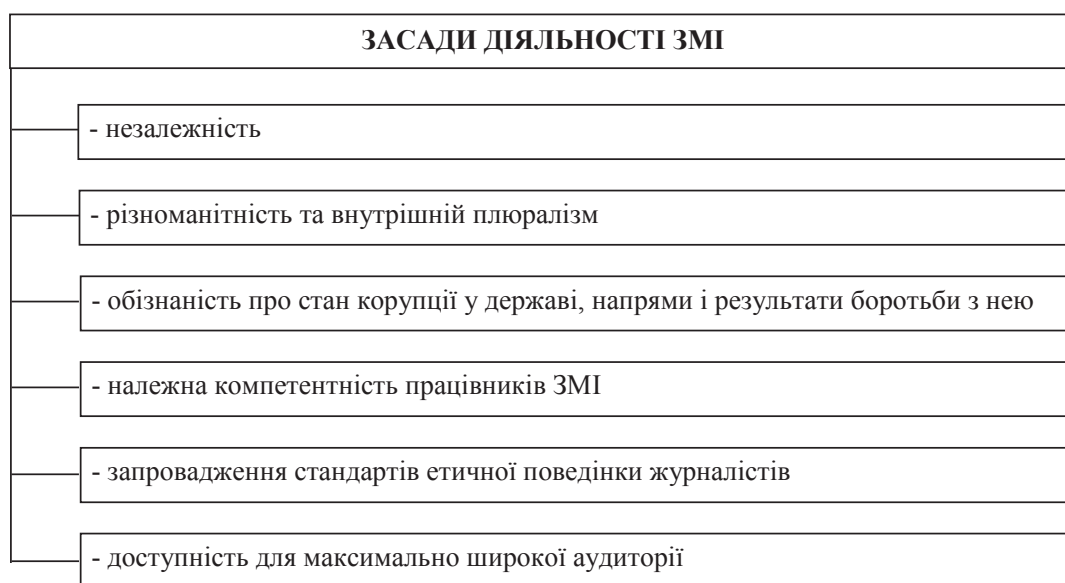 ЗАСАДИ ДІЯЛЬНОСТІ ЗМІ
- незалежність
- різноманітність та внутрішній плюралізм
- обізнаність про стан корупції у державі, напрями і результати боротьби з нею
- належна компетентність працівників ЗМІ
- запровадження стандартів етичної поведінки журналістів
- доступність для максимально широкої аудиторії